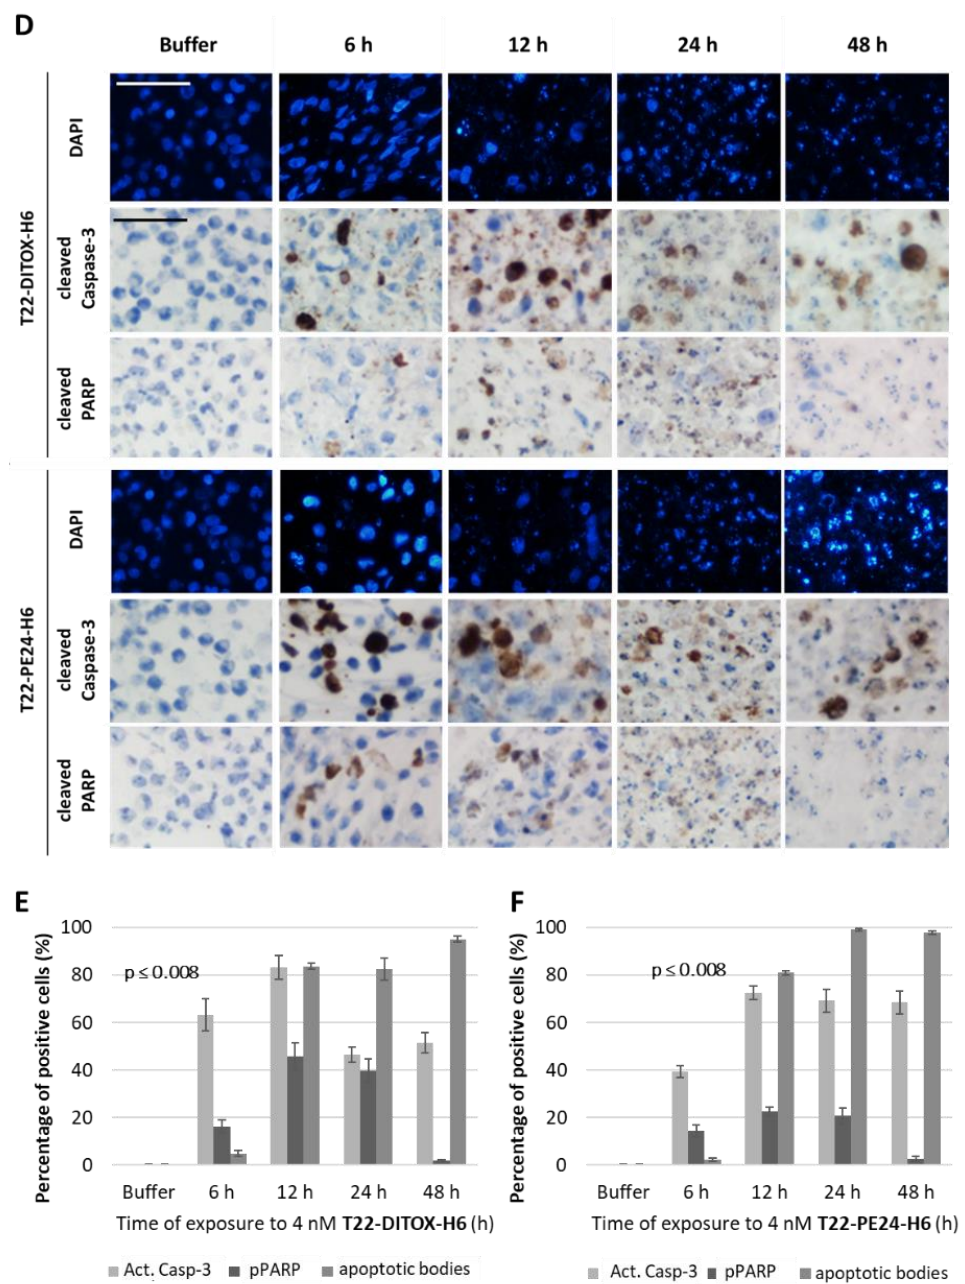 D
Buffer 6 h 12 h 24 h 48 h
T22-DITOX-H6
DAPI
cleaved
Caspase-3
cleaved
PARP
T22-PE24-H6
DAPI
cleaved
Caspase-3
cleaved
PARP
E
Percentage of positive cells (%)
100
80
60
40
20
0
p ≤ 0.008
Buffer 6 h 12 h 24 h 48 h
Time of exposure to 4 nM T22-DITOX-H6 (h)
Act. Casp-3 pPARP apoptotic bodies
F
Percentage of positive cells (%)
100
80
60
40
20
0
p ≤ 0.008
Buffer 6 h 12 h 24 h 48 h
Time of exposure to 4 nM T22-PE24-H6 (h)
Act. Casp-3 pPARP apoptotic bodies